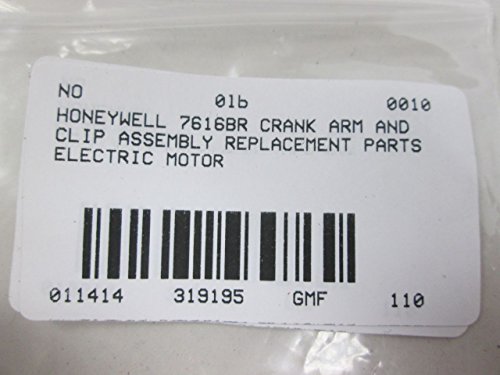 NO 01b 0010
HONEYWELL 7616BR CRANK ARM AND
CLIP ASSEMBLY REPLACEMENT PARTS
ELECTRIC MOTOR
011414 319195 GMF 110